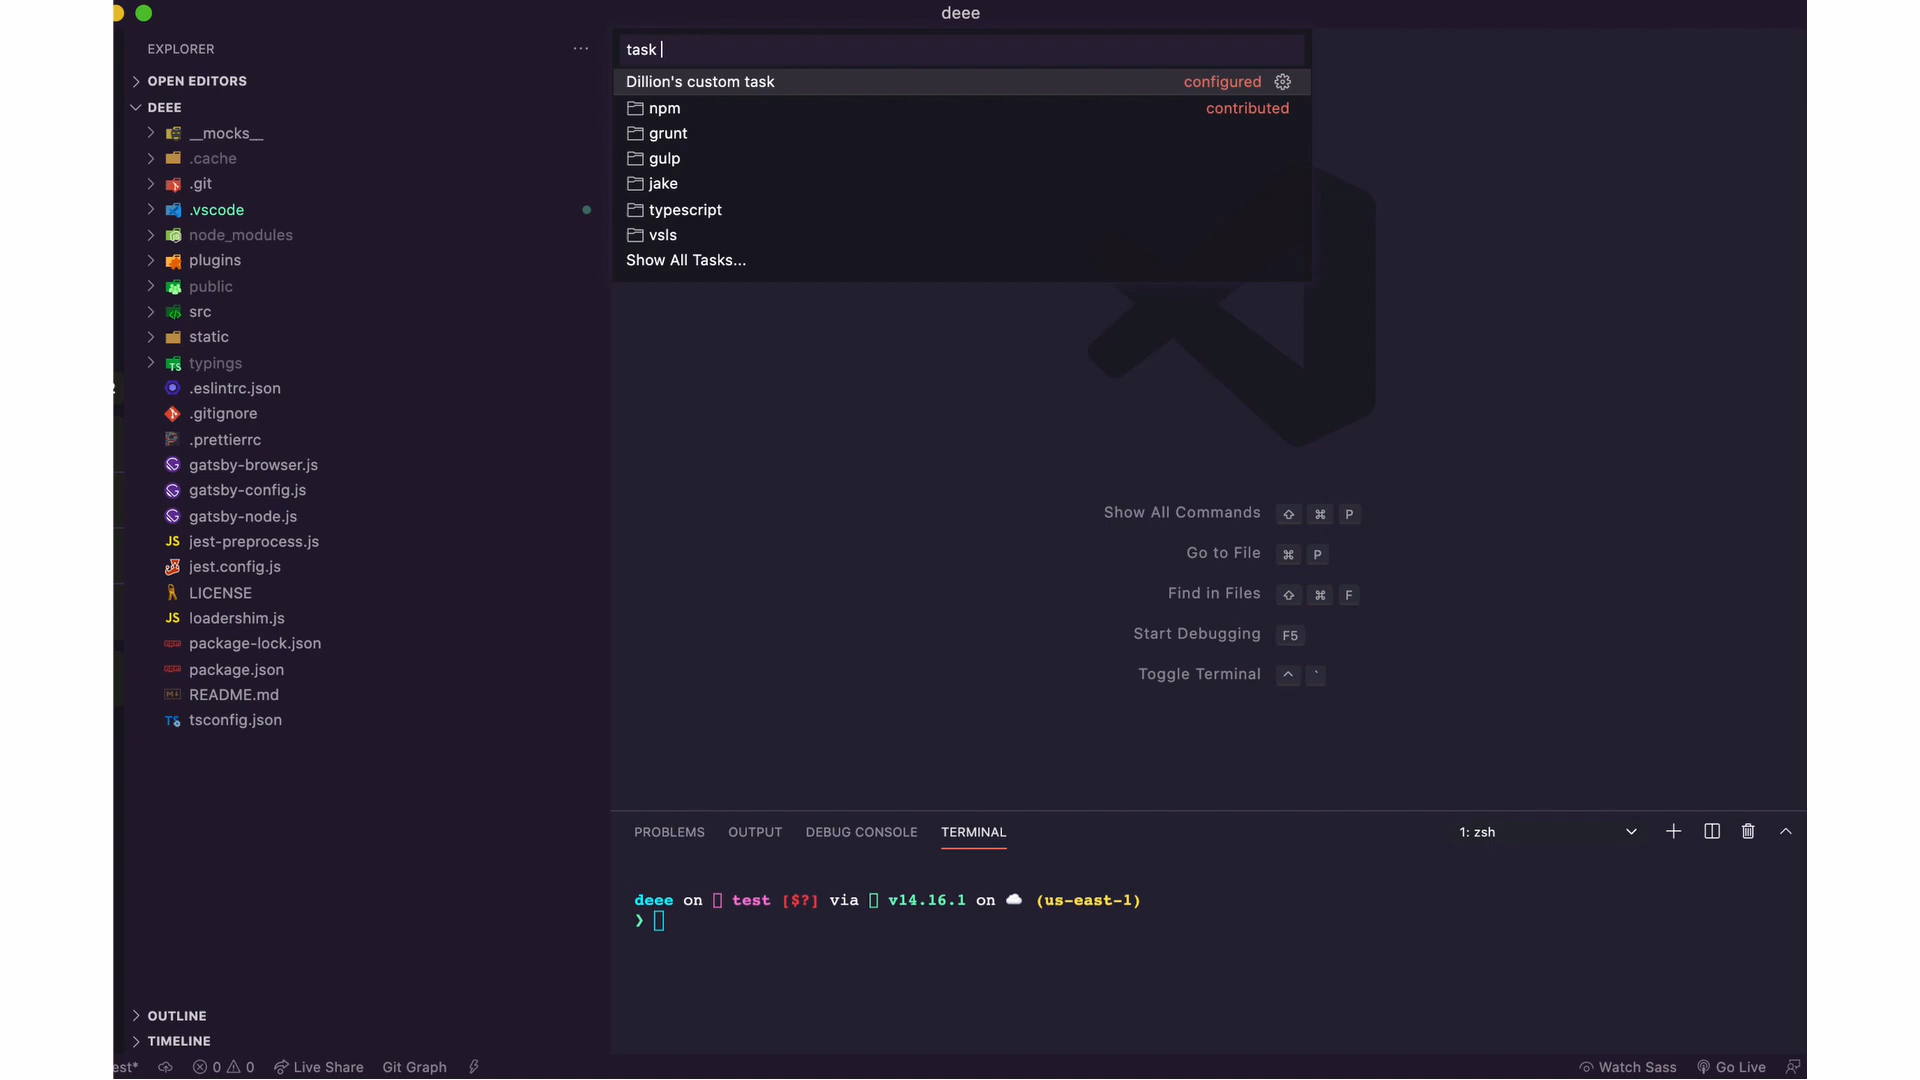 deee
EXPLORER
···
OPEN EDITORS
DEEE
__mocks__
.cache
.git
.vscode
node_modules
plugins
public
src
static
typings
.eslintrc.json
.gitignore
.prettierrc
gatsby-browser.js
gatsby-config.js
gatsby-node.js
JS jest-preprocess.js
jest.config.js
LICENSE
JS loadershim.js
package-lock.json
package.json
README.md
TS tsconfig.json
OUTLINE
TIMELINE
task
Dillion's custom task configured
npm contributed
grunt
gulp
jake
typescript
vsls
Show All Tasks...
Show All Commands ⇧ ⌘ P
Go to File ⌘ P
Find in Files ⇧ ⌘ F
Start Debugging F5
Toggle Terminal ^ `
PROBLEMS OUTPUT DEBUG CONSOLE TERMINAL 1: zsh
deee on test [$?] via v14.16.1 on ☁ (us-east-1)
❯
est* 0 0 Live Share Git Graph Watch Sass Go Live